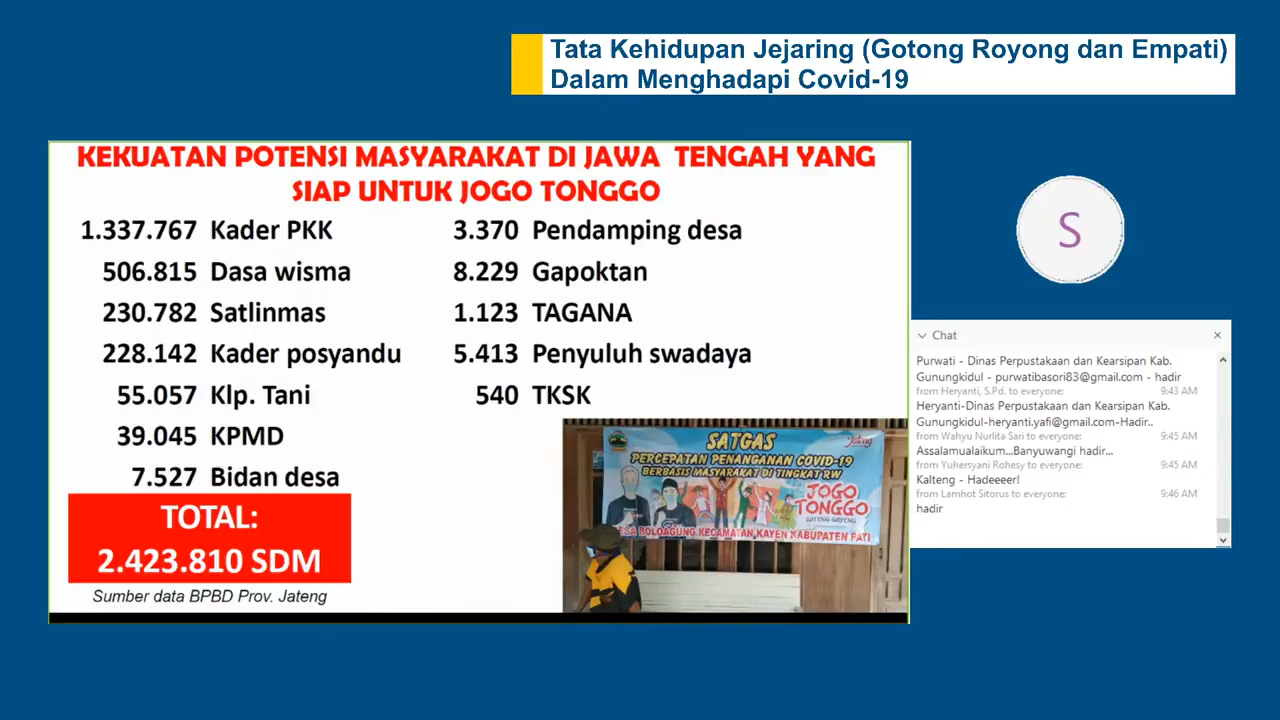 Tata Kehidupan Jejaring (Gotong Royong dan Empati)
Dalam Menghadapi Covid-19
KEKUATAN POTENSI MASYARAKAT DI JAWA TENGAH YANG
SIAP UNTUK JOGO TONGGO
1.337.767 Kader PKK
506.815 Dasa wisma
230.782 Satlinmas
228.142 Kader posyandu
55.057 Klp. Tani
39.045 KPMD
7.527 Bidan desa
3.370 Pendamping desa
8.229 Gapoktan
1.123 TAGANA
5.413 Penyuluh swadaya
540 TKSK
TOTAL:
2.423.810 SDM
Sumber data BPBD Prov. Jateng
SATGAS
PERCEPATAN PENANGANAN COVID-19
BERBASIS MASYARAKAT DI TINGKAT RW
JOGO
TONGGO
JATENG GAYENG
DESA BOLOAGUNG KECAMATAN KAYEN KABUPATEN PATI
S
Chat
Purwati - Dinas Perpustakaan dan Kearsipan Kab.
Gunungkidul - purwatibasori83@gmail.com - hadir
from Heryanti, S.Pd. to everyone: 9:43 AM
Heryanti-Dinas Perpustakaan dan Kearsipan Kab.
Gunungkidul-heryanti.yafi@gmail.com-Hadir..
from Wahyu Nurlita Sari to everyone: 9:45 AM
Assalamualaikum...Banyuwangi hadir...
from Yuhersyani Rohesy to everyone: 9:45 AM
Kalteng - Hadeeeer!
from Lamhot Sitorus to everyone: 9:46 AM
hadir